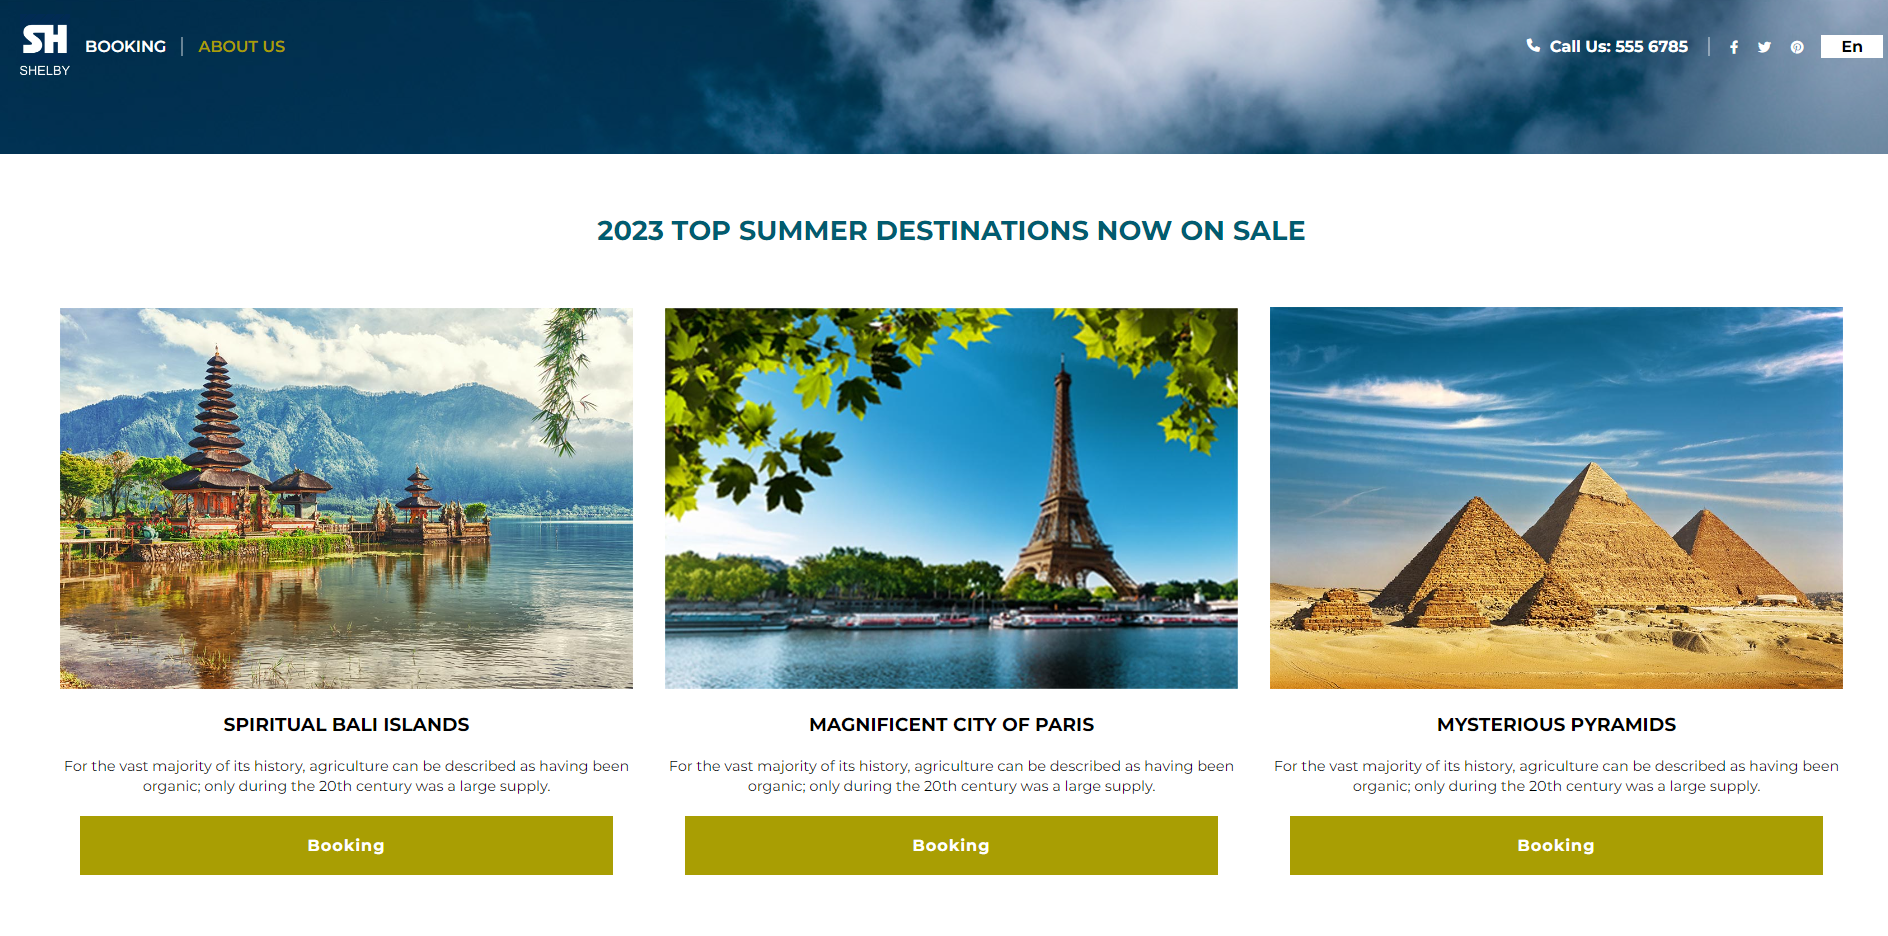 SH
SHELBY
BOOKING
ABOUT US
Call Us: 555 6785
En
2023 TOP SUMMER DESTINATIONS NOW ON SALE
SPIRITUAL BALI ISLANDS
For the vast majority of its history, agriculture can be described as having been
organic; only during the 20th century was a large supply.
Booking
MAGNIFICENT CITY OF PARIS
For the vast majority of its history, agriculture can be described as having been
organic; only during the 20th century was a large supply.
Booking
MYSTERIOUS PYRAMIDS
For the vast majority of its history, agriculture can be described as having been
organic; only during the 20th century was a large supply.
Booking